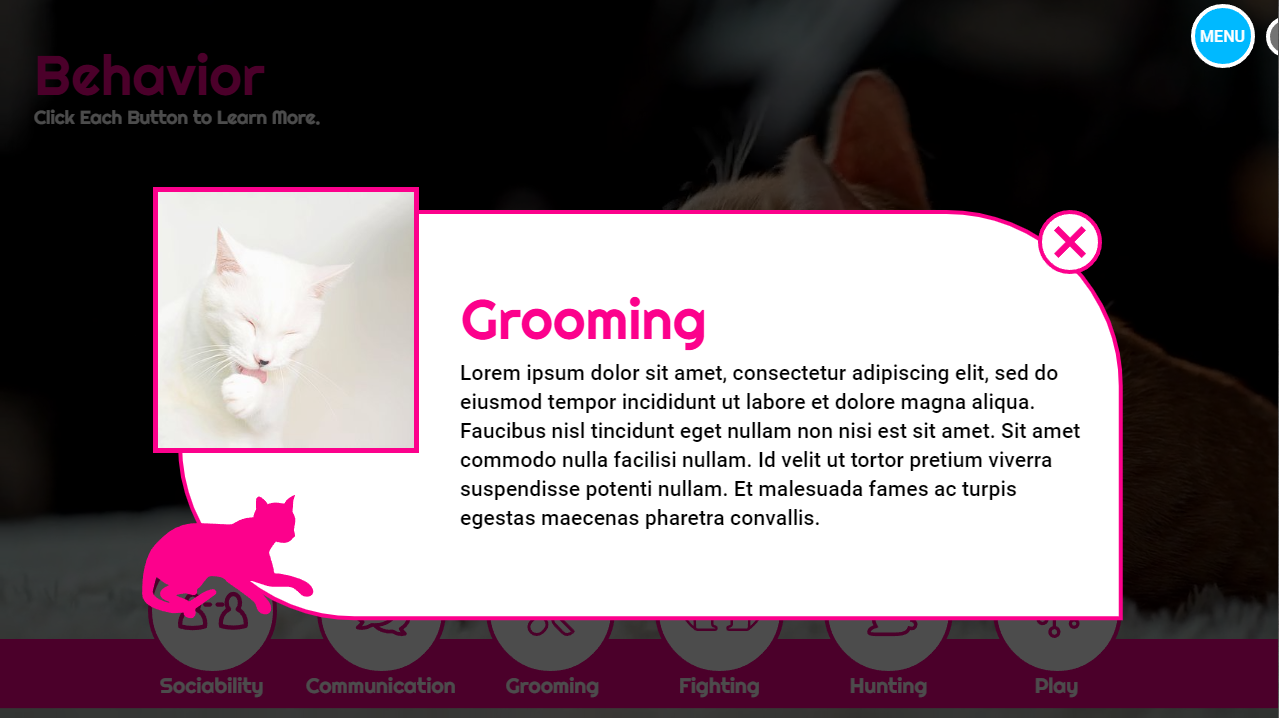 MENU
Behavior
Click Each Button to Learn More.
Grooming
Lorem ipsum dolor sit amet, consectetur adipiscing elit, sed do
eiusmod tempor incididunt ut labore et dolore magna aliqua.
Faucibus nisl tincidunt eget nullam non nisi est sit amet. Sit amet
commodo nulla facilisi nullam. Id velit ut tortor pretium viverra
suspendisse potenti nullam. Et malesuada fames ac turpis
egestas maecenas pharetra convallis.
Sociability
Communication
Grooming
Fighting
Hunting
Play